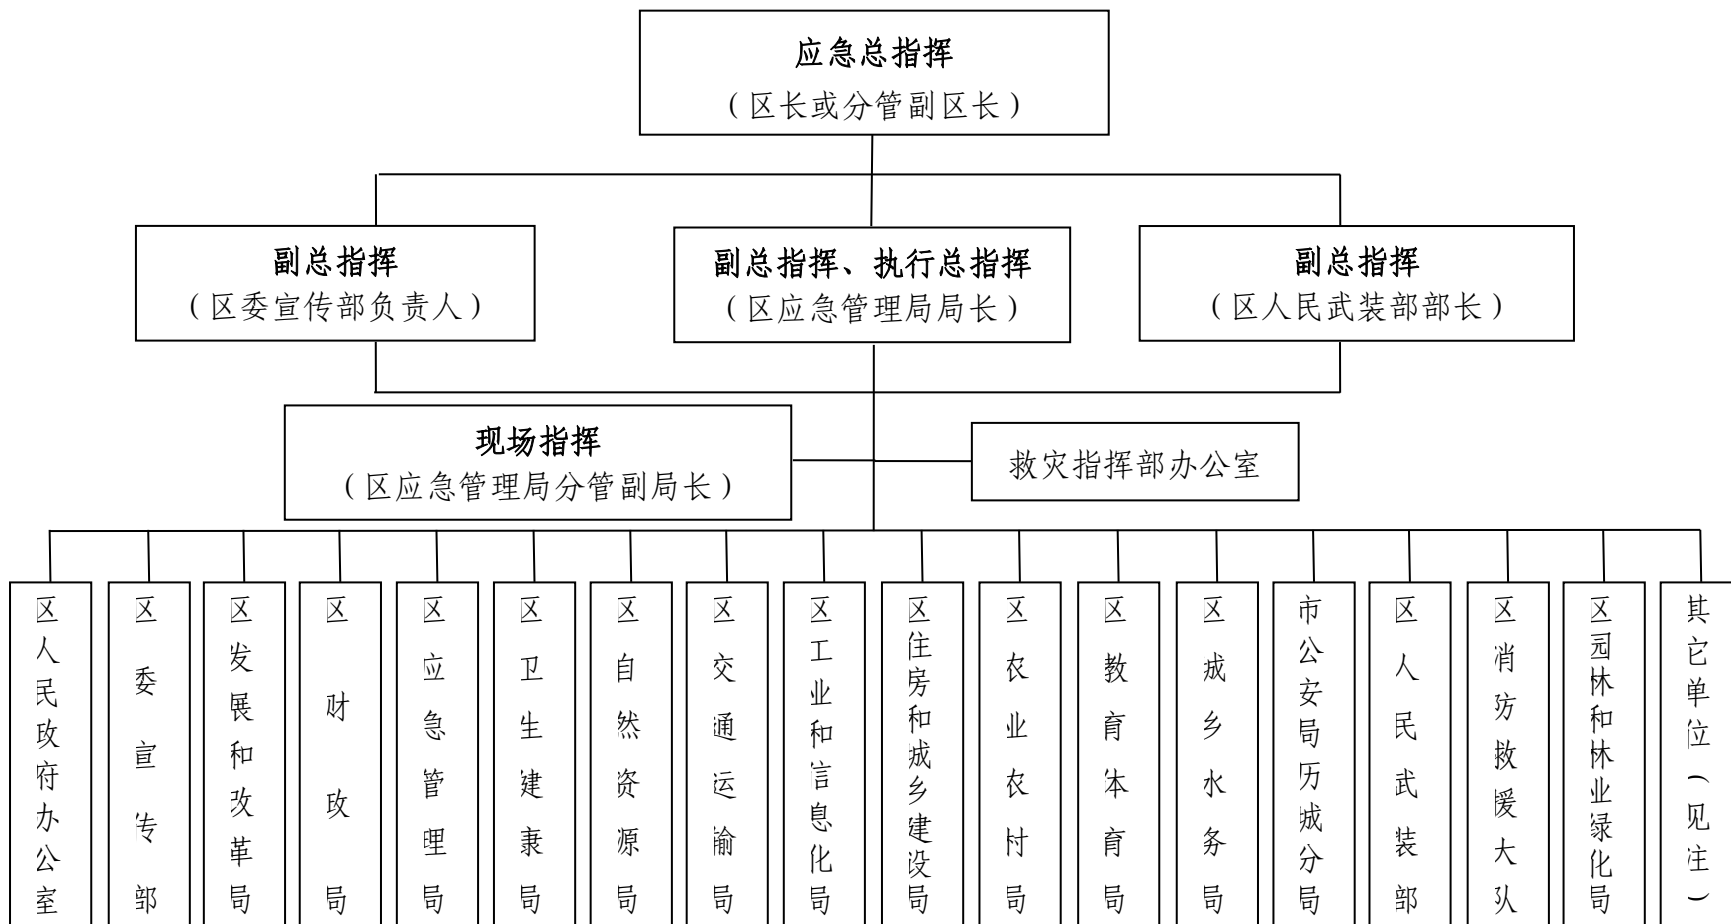 应急总指挥
（区长或分管副区长）
副总指挥
（区委宣传部负责人）
副总指挥、执行总指挥
（区应急管理局局长）
副总指挥
（区人民武装部部长）
现场指挥
（区应急管理局分管副局长）
救灾指挥部办公室
区人民政府办公室
区委宣传部
区发展和改革局
区财政局
区应急管理局
区卫生健康局
区自然资源局
区交通运输局
区工业和信息化局
区住房和城乡建设局
区农业农村局
区教育体育局
区城乡水务局
市公安局历城分局
区人民武装部
区消防救援大队
区园林和林业绿化局
其它单位（见注）